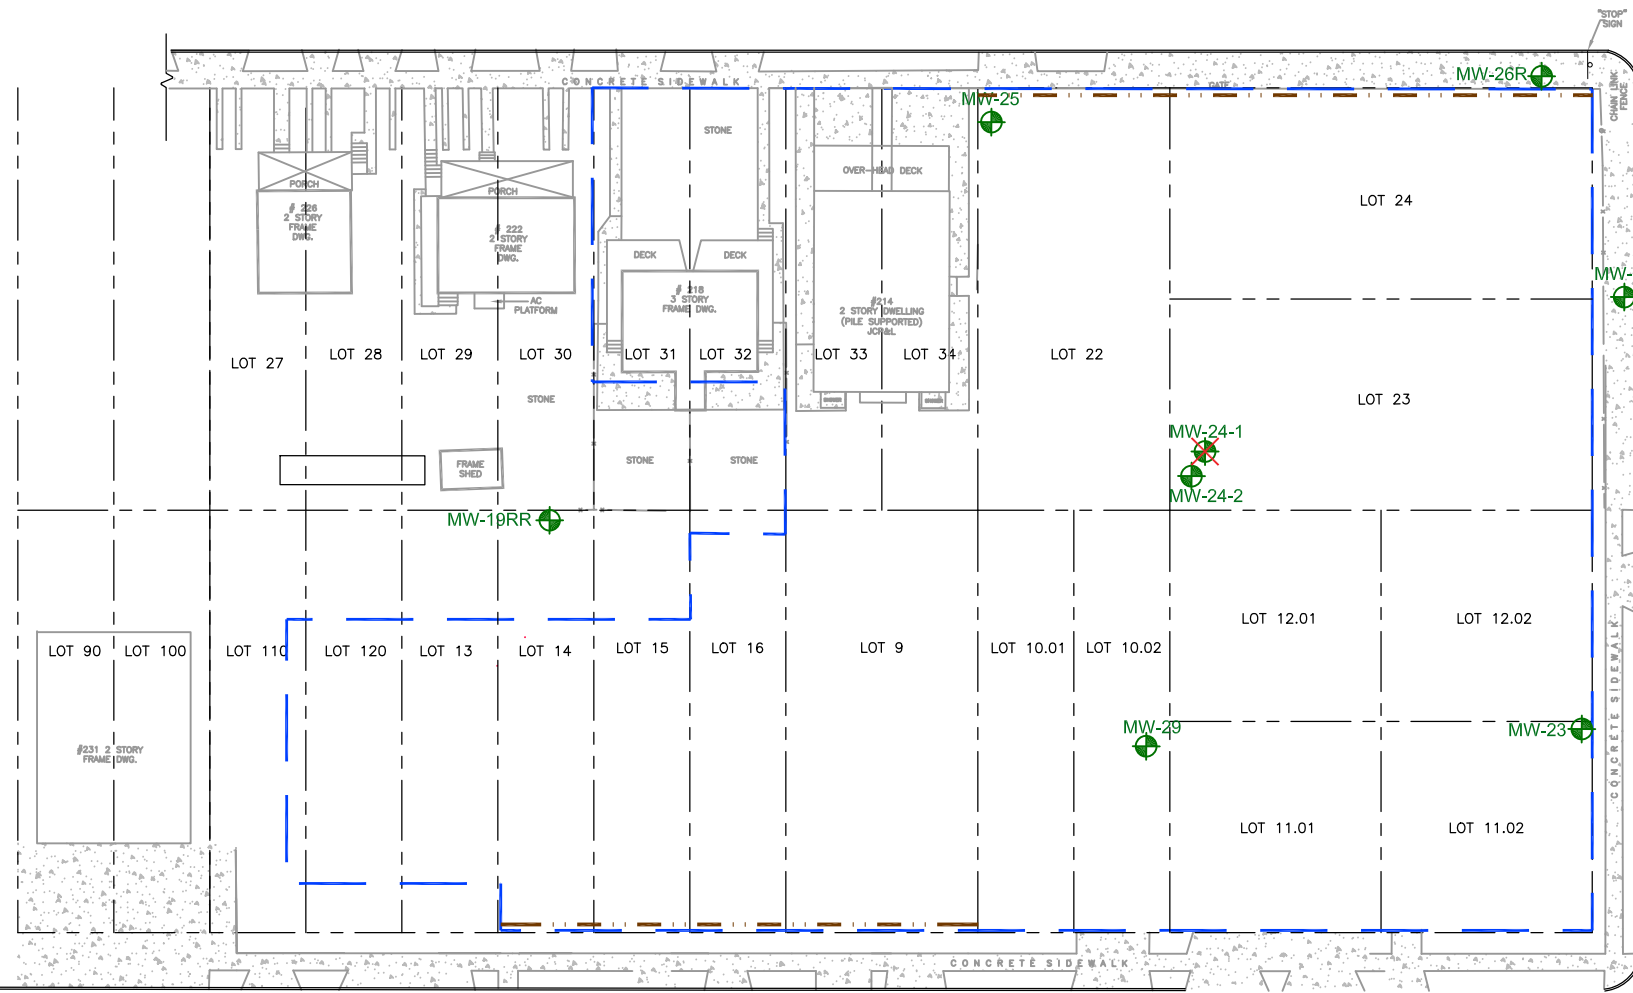 "STOP"
SIGN
CONCRETE SIDEWALK
MW-26R
GATE
CHAIN LINK
FENCE
MW-25
STONE
OVER-HEAD DECK
PORCH
PORCH
LOT 24
# 226
2 STORY
FRAME
DWG.
# 222
2 STORY
FRAME
DWG.
DECK
DECK
MW-
# 218
3 STORY
FRAME DWG.
AC
PLATFORM
#214
2 STORY DWELLING
(PILE SUPPORTED)
JCP&L
LOT 27
LOT 28
LOT 29
LOT 30
LOT 31
LOT 32
LOT 33
LOT 34
LOT 22
STONE
LOT 23
MW-24-1
FRAME
SHED
STONE
STONE
MW-24-2
MW-19RR
LOT 12.01
LOT 12.02
LOT 90
LOT 100
LOT 110
LOT 120
LOT 13
LOT 14
LOT 15
LOT 16
LOT 9
LOT 10.01
LOT 10.02
CONCRETE SIDEWALK
MW-29
MW-23
#231 2 STORY
FRAME DWG.
LOT 11.01
LOT 11.02
CONCRETE SIDEWALK